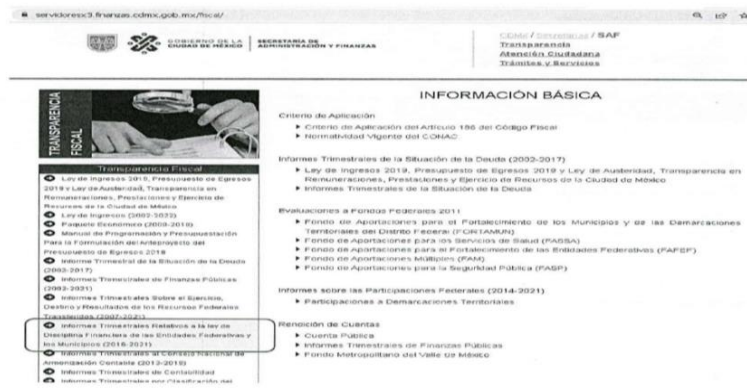 servidoresx3.finanzas.cdmx.gob.mx/fiscal/
GOBIERNO DE LA
CIUDAD DE MÉXICO
SECRETARÍA DE
ADMINISTRACIÓN Y FINANZAS
/ SAF
Transparencia
Atención Ciudadana
Trámites y Servicios
TRANSPARENCIA
FISCAL
Transparencia Fiscal
Ley de Ingresos 2019, Presupuesto de Egresos
2019 y Ley de Austeridad, Transparencia en
Remuneraciones, Prestaciones y Ejercicio de
Recursos de la Ciudad de México
Ley de Ingresos (2002-2022)
Paquete Económico (2008-2019)
Manual de Programación y Presupuestación
Para la Formulación del Anteproyecto del
Presupuesto de Egresos 2018
Informe Trimestral de la Situación de la Deuda
(2002-2017)
Informes Trimestrales de Finanzas Públicas
(2002-2021)
Informes Trimestrales Sobre el Ejercicio,
Destino y Resultados de los Recursos Federales
Transferidos (2007-2021)
Informes Trimestrales Relativos a la ley de
Disciplina Financiera de las Entidades Federativas y
los Municipios (2016-2021)
Informes Trimestrales al Consejo Nacional de
Armonización Contable (2013-2018)
Informes Trimestrales de Contabilidad
Informes Trimestrales por Clasificación del
INFORMACIÓN BÁSICA
Criterio de Aplicación
Criterio de Aplicación del Artículo 186 del Código Fiscal
Normatividad Vigente del CONAC
Informes Trimestrales de la Situación de la Deuda (2002-2017)
Ley de Ingresos 2019, Presupuesto de Egresos 2019 y Ley de Austeridad, Transparencia en
Remuneraciones, Prestaciones y Ejercicio de Recursos de la Ciudad de México
Informes Trimestrales de la Situación de la Deuda
Evaluaciones a Fondos Federales 2011
Fondo de Aportaciones para el Fortalecimiento de los Municipios y de las Demarcaciones
Territoriales del Distrito Federal (FORTAMUN)
Fondo de Aportaciones para los Servicios de Salud (FASSA)
Fondo de Aportaciones para el Fortalecimiento de las Entidades Federativas (FAFEF)
Fondo de Aportaciones Múltiples (FAM)
Fondo de Aportaciones para la Seguridad Pública (FASP)
Informes sobre las Participaciones Federales (2014-2021)
Participaciones a Demarcaciones Territoriales
Rendición de Cuentas
Cuenta Pública
Informes Trimestrales de Finanzas Públicas
Fondo Metropolitano del Valle de México